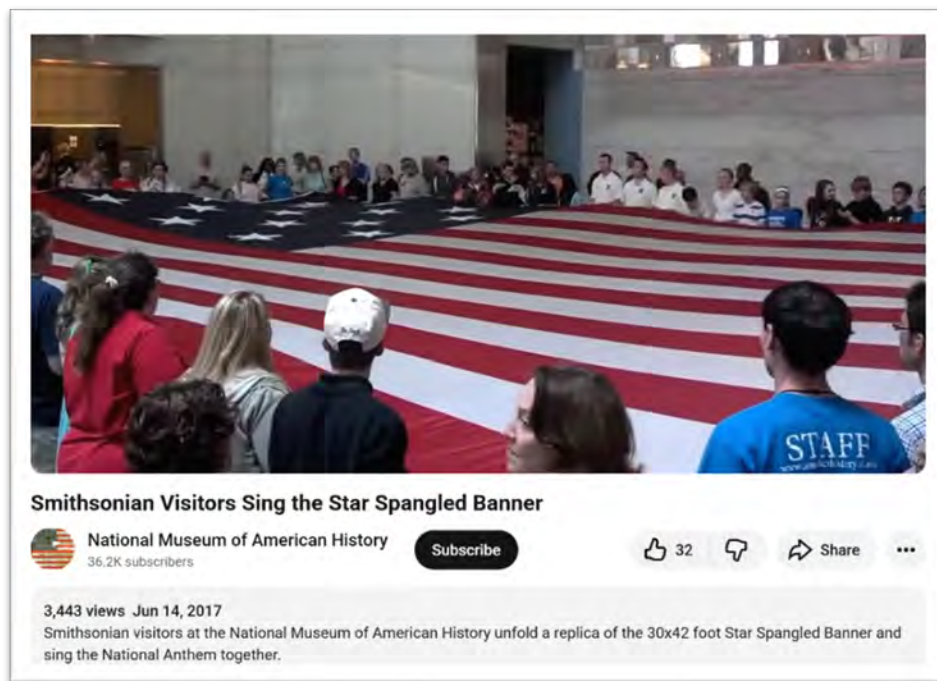 STAFF
Smithsonian Visitors Sing the Star Spangled Banner
National Museum of American History
36.2K subscribers
Subscribe
32
Share
3,443 views Jun 14, 2017
Smithsonian visitors at the National Museum of American History unfold a replica of the 30x42 foot Star Spangled Banner and
sing the National Anthem together.